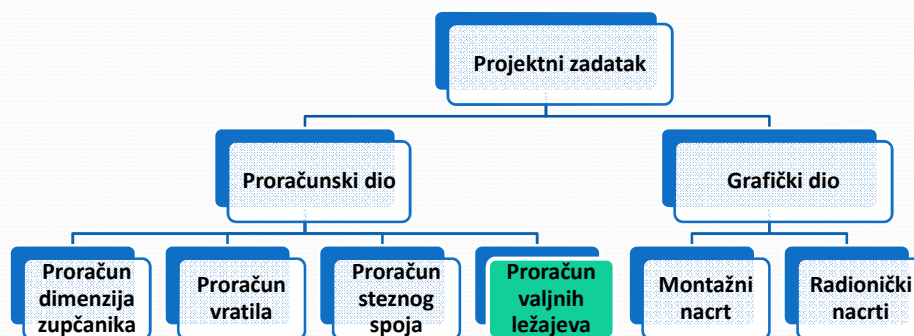 Projektni zadatak
Proračunski dio
Grafički dio
Proračun
dimenzija
zupčanika
Proračun
vratila
Proračun
steznog
spoja
Proračun
valjnih
ležajeva
Montažni
nacrt
Radionički
nacrti